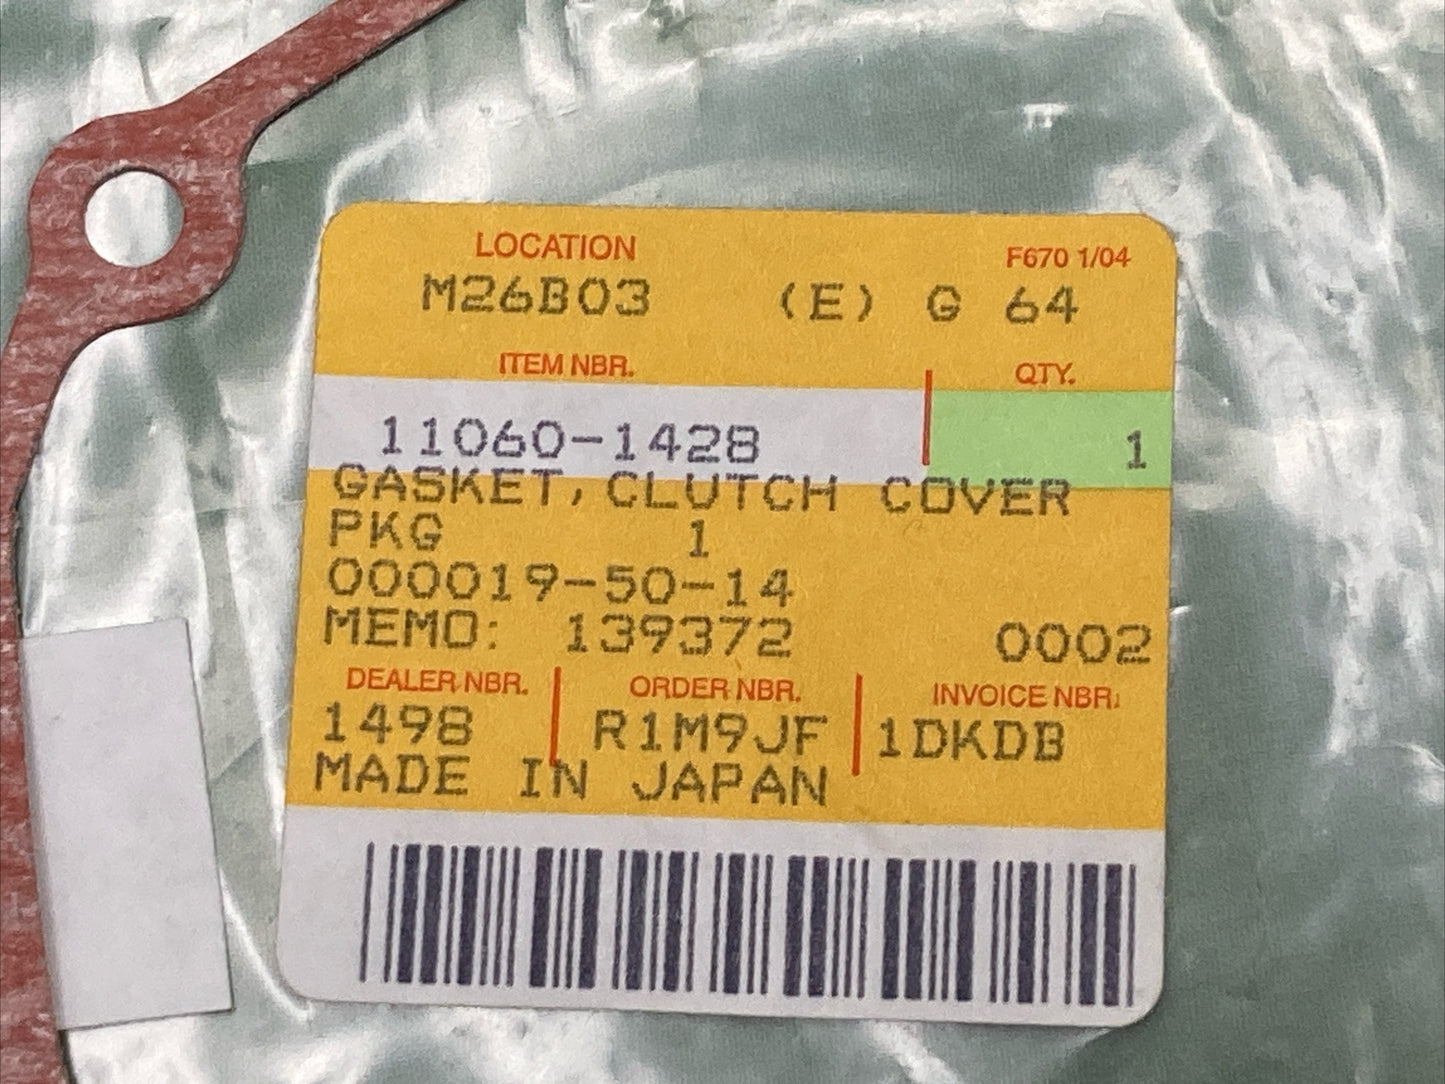 LOCATION F670 1/04
M26B03 (E) G 64
ITEM NBR. QTY.
11060-1428 1
GASKET, CLUTCH COVER
PKG 1
000019-50-14
MEMO: 139372 0002
DEALER NBR. ORDER NBR. INVOICE NBR.
1498 R1M9JF 1DKDB
MADE IN JAPAN